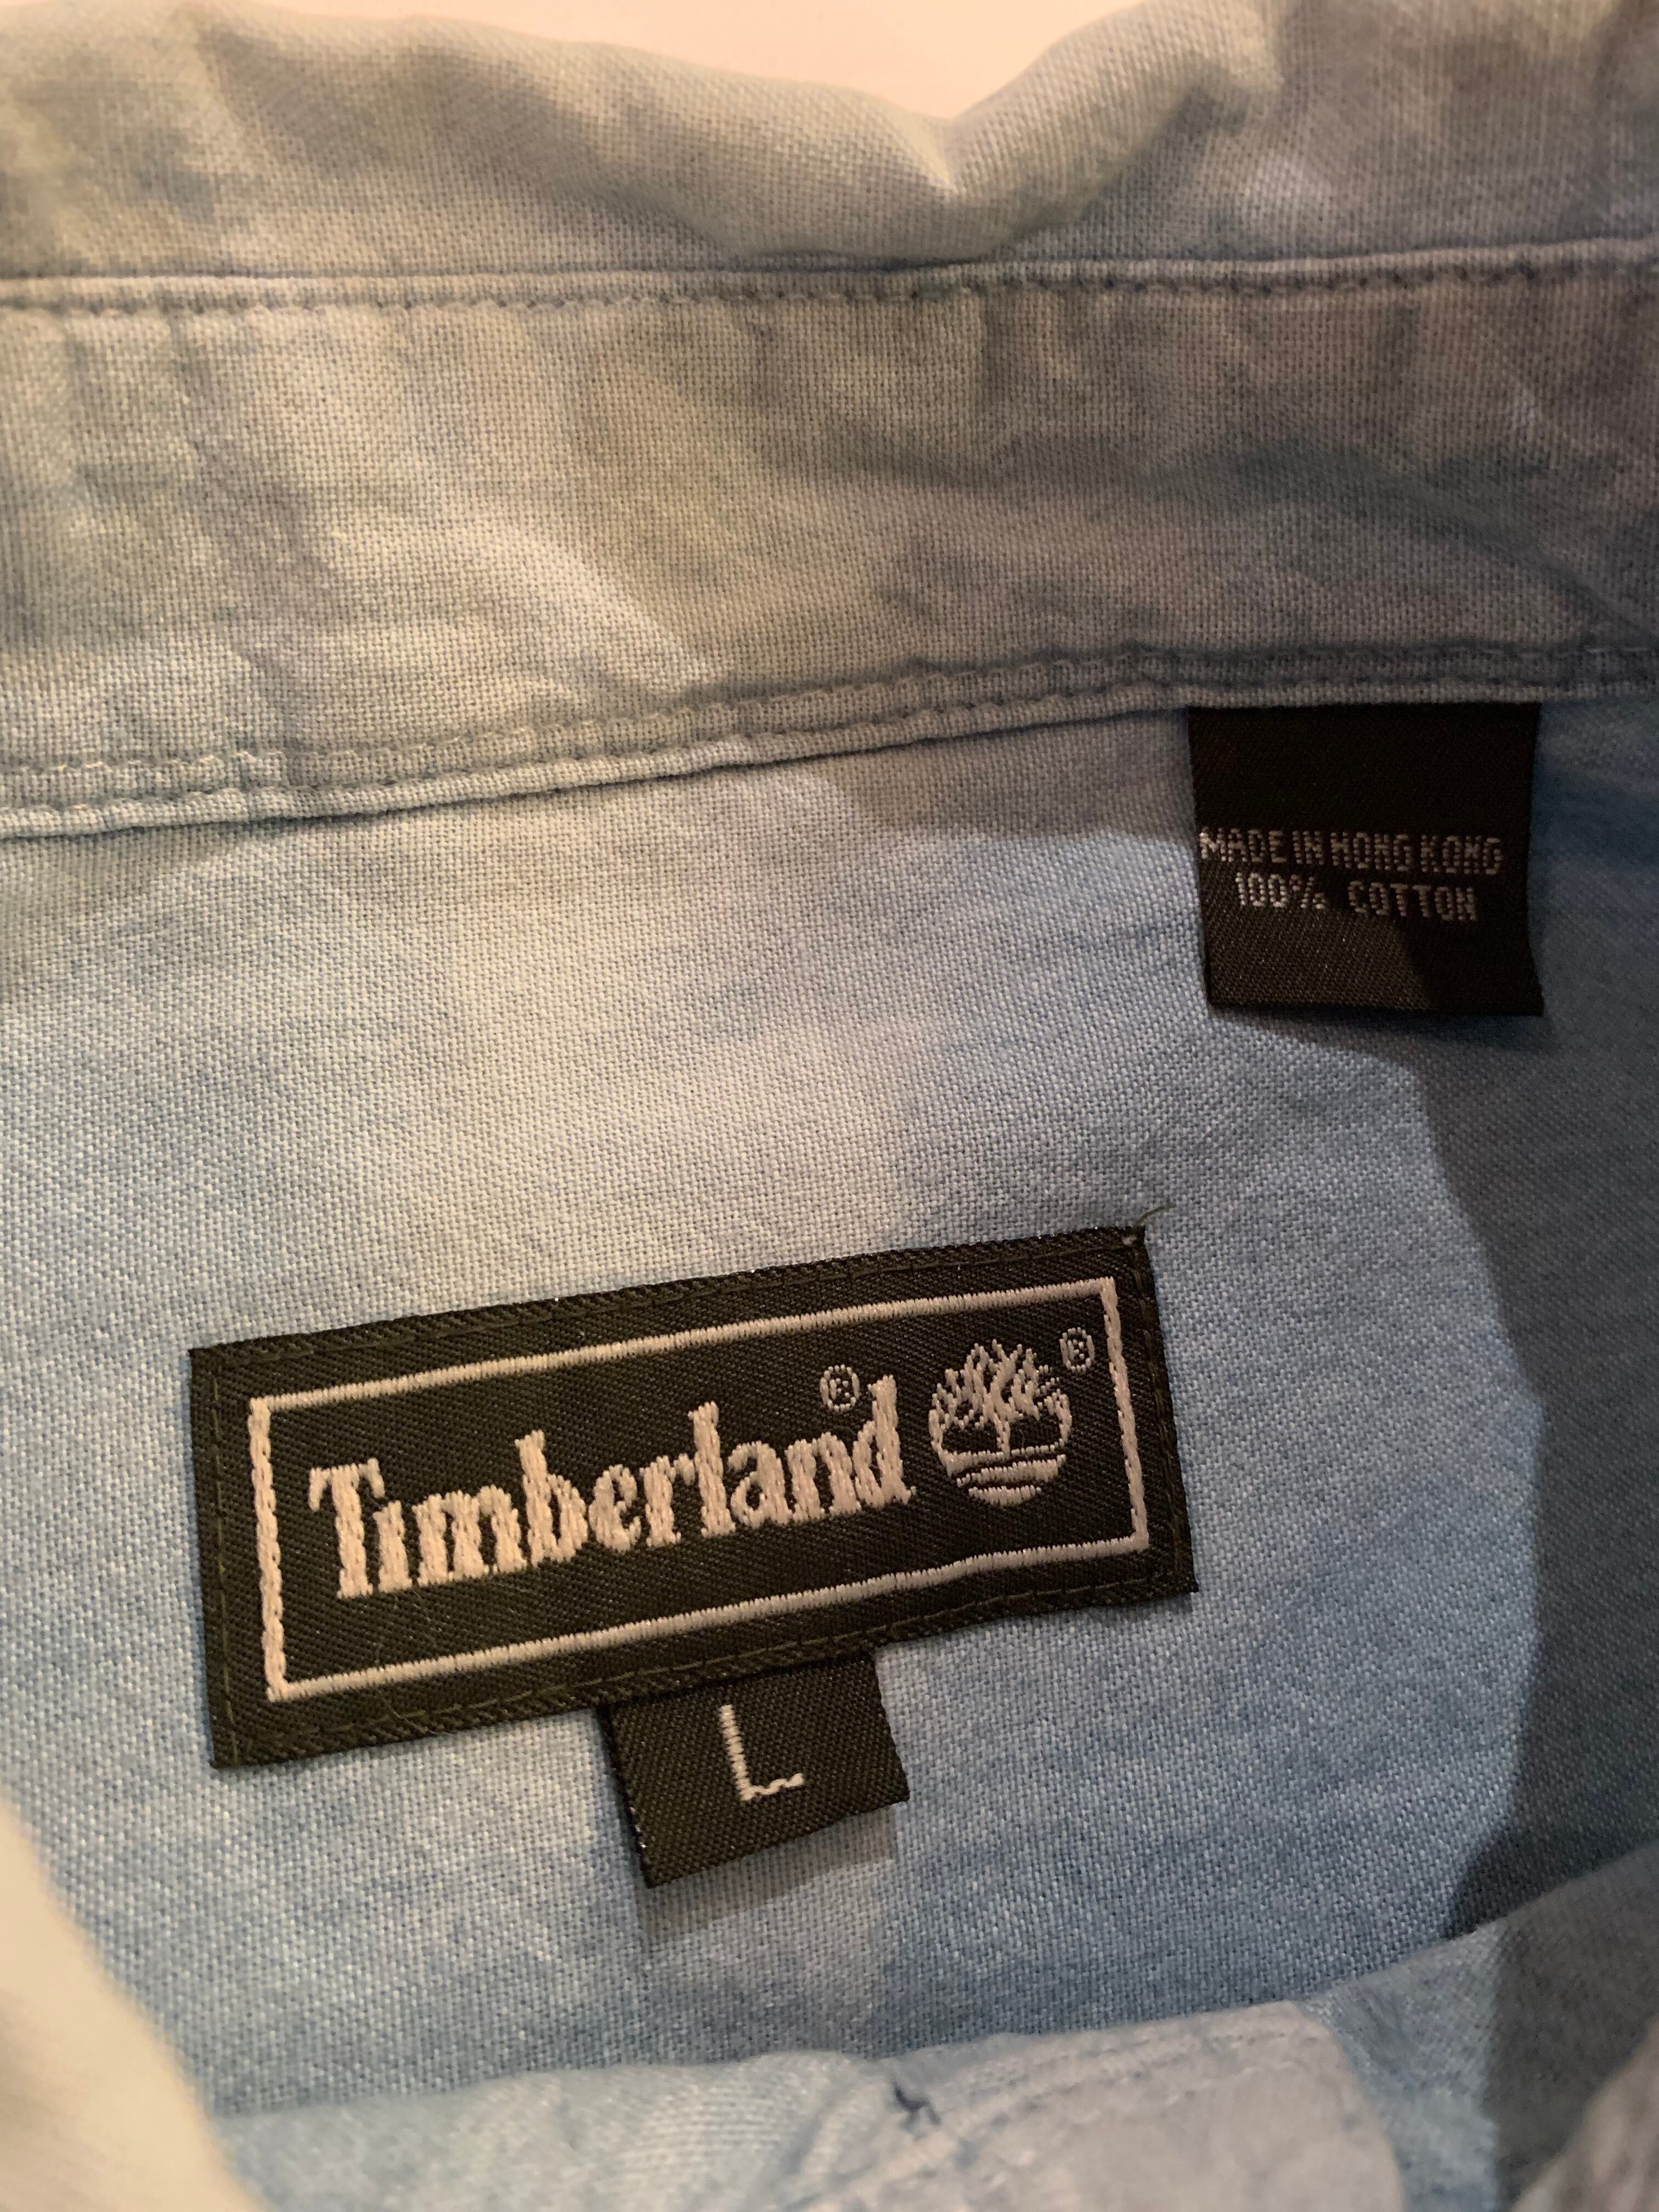 MADE IN HONG KONG
100% COTTON
Timberland® ®
L